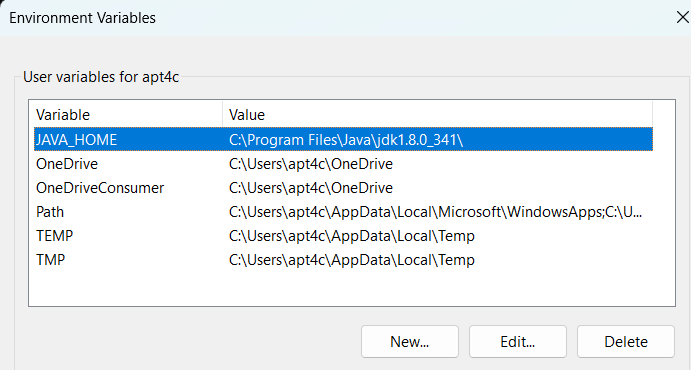 Environment Variables
User variables for apt4c
Variable Value
JAVA_HOME C:\Program Files\Java\jdk1.8.0_341\
OneDrive C:\Users\apt4c\OneDrive
OneDriveConsumer C:\Users\apt4c\OneDrive
Path C:\Users\apt4c\AppData\Local\Microsoft\WindowsApps;C:\U...
TEMP C:\Users\apt4c\AppData\Local\Temp
TMP C:\Users\apt4c\AppData\Local\Temp
New... Edit... Delete